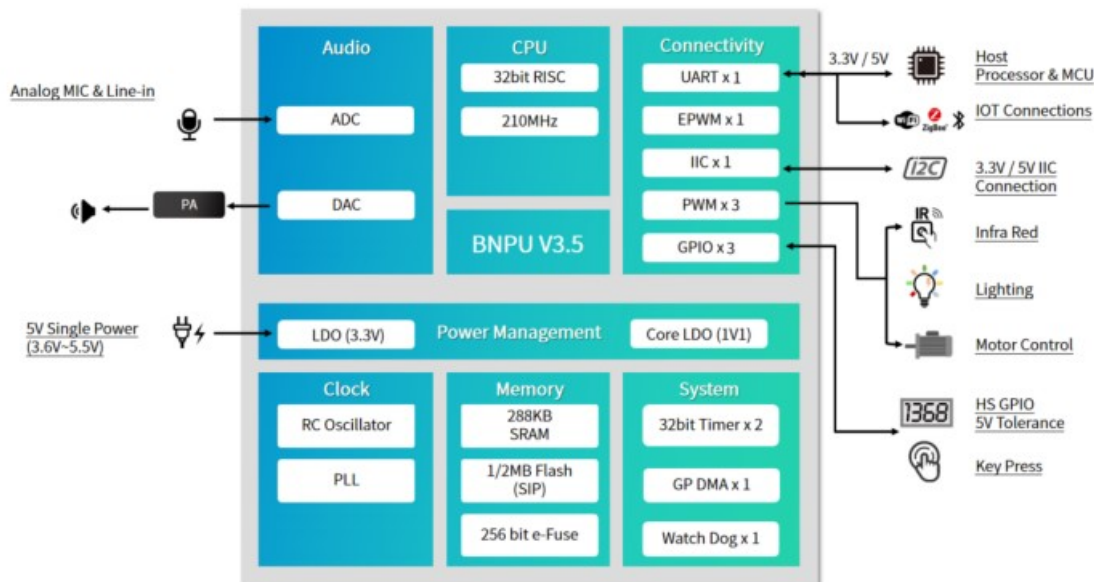 Audio
ADC
DAC
CPU
32bit RISC
210MHz
BNPU V3.5
Connectivity
UART x 1
EPWM x 1
IIC x 1
PWM x 3
GPIO x 3
Analog MIC & Line-in
PA
5V Single Power
(3.6V~5.5V)
LDO (3.3V)
Power Management
Core LDO (1V1)
Clock
RC Oscillator
PLL
Memory
288KB
SRAM
1/2MB Flash
(SIP)
256 bit e-Fuse
System
32bit Timer x 2
GP DMA x 1
Watch Dog x 1
3.3V / 5V
Host
Processor & MCU
WiFi
ZigBee
IOT Connections
I2C
3.3V / 5V IIC
Connection
IR
Infra Red
Lighting
Motor Control
1368
HS GPIO
5V Tolerance
Key Press